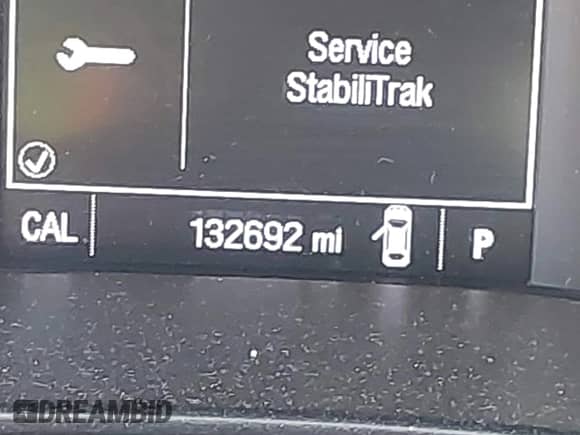 Service
StabiliTrak
CAL 132692 mi P
DREAMBID